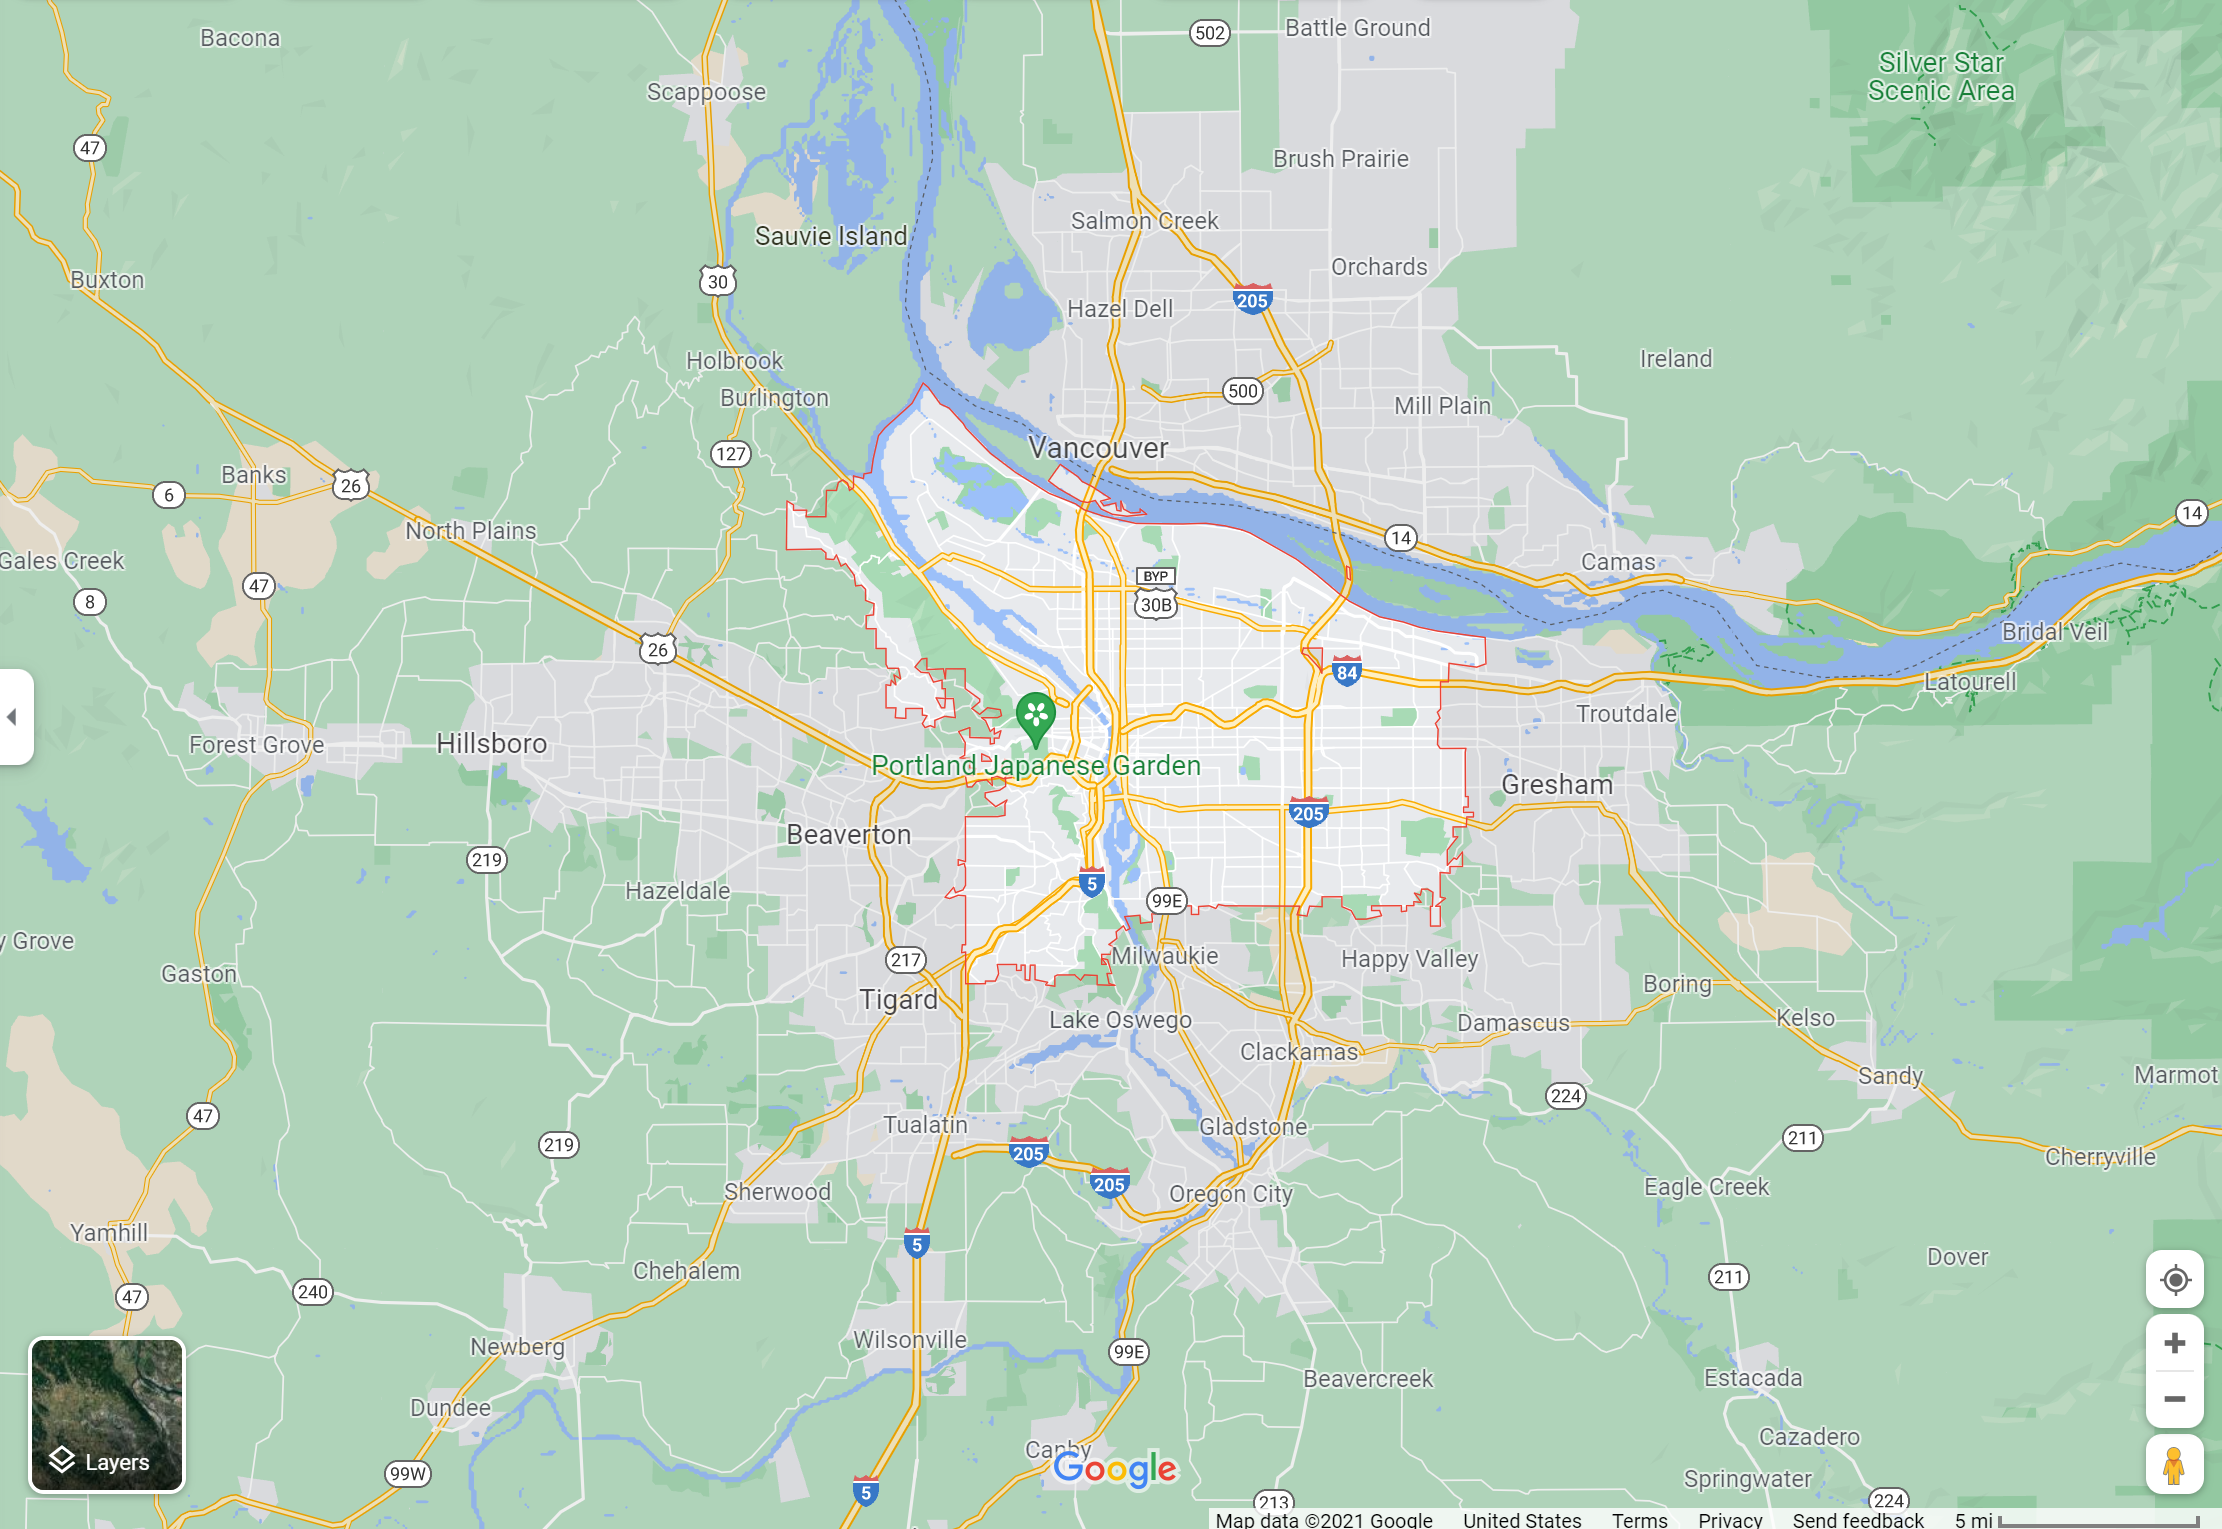 Bacona
502
Battle Ground
Silver Star
Scenic Area
Scappoose
47
Brush Prairie
Salmon Creek
Sauvie Island
Orchards
Buxton
30
205
Hazel Dell
Holbrook
Ireland
500
Burlington
Mill Plain
Vancouver
127
Banks
26
6
14
North Plains
14
Gales Creek
Camas
BYP
47
30B
8
Bridal Veil
26
84
Latourell
Troutdale
Forest Grove
Hillsboro
Portland Japanese Garden
Gresham
205
Beaverton
219
5
Hazeldale
99E
y Grove
217
Milwaukie
Happy Valley
Gaston
Boring
Tigard
Lake Oswego
Damascus
Kelso
Clackamas
Sandy
Marmot
224
47
Tualatin
Gladstone
211
219
205
Cherryville
205
Sherwood
Oregon City
Eagle Creek
Yamhill
5
Dover
Chehalem
211
240
47
Wilsonville
Newberg
99E
Beavercreek
Estacada
Dundee
Cazadero
Canby
Layers
Google
99W
Springwater
5
213
224
Map data ©2021 Google United States Terms Privacy Send feedback 5 mi